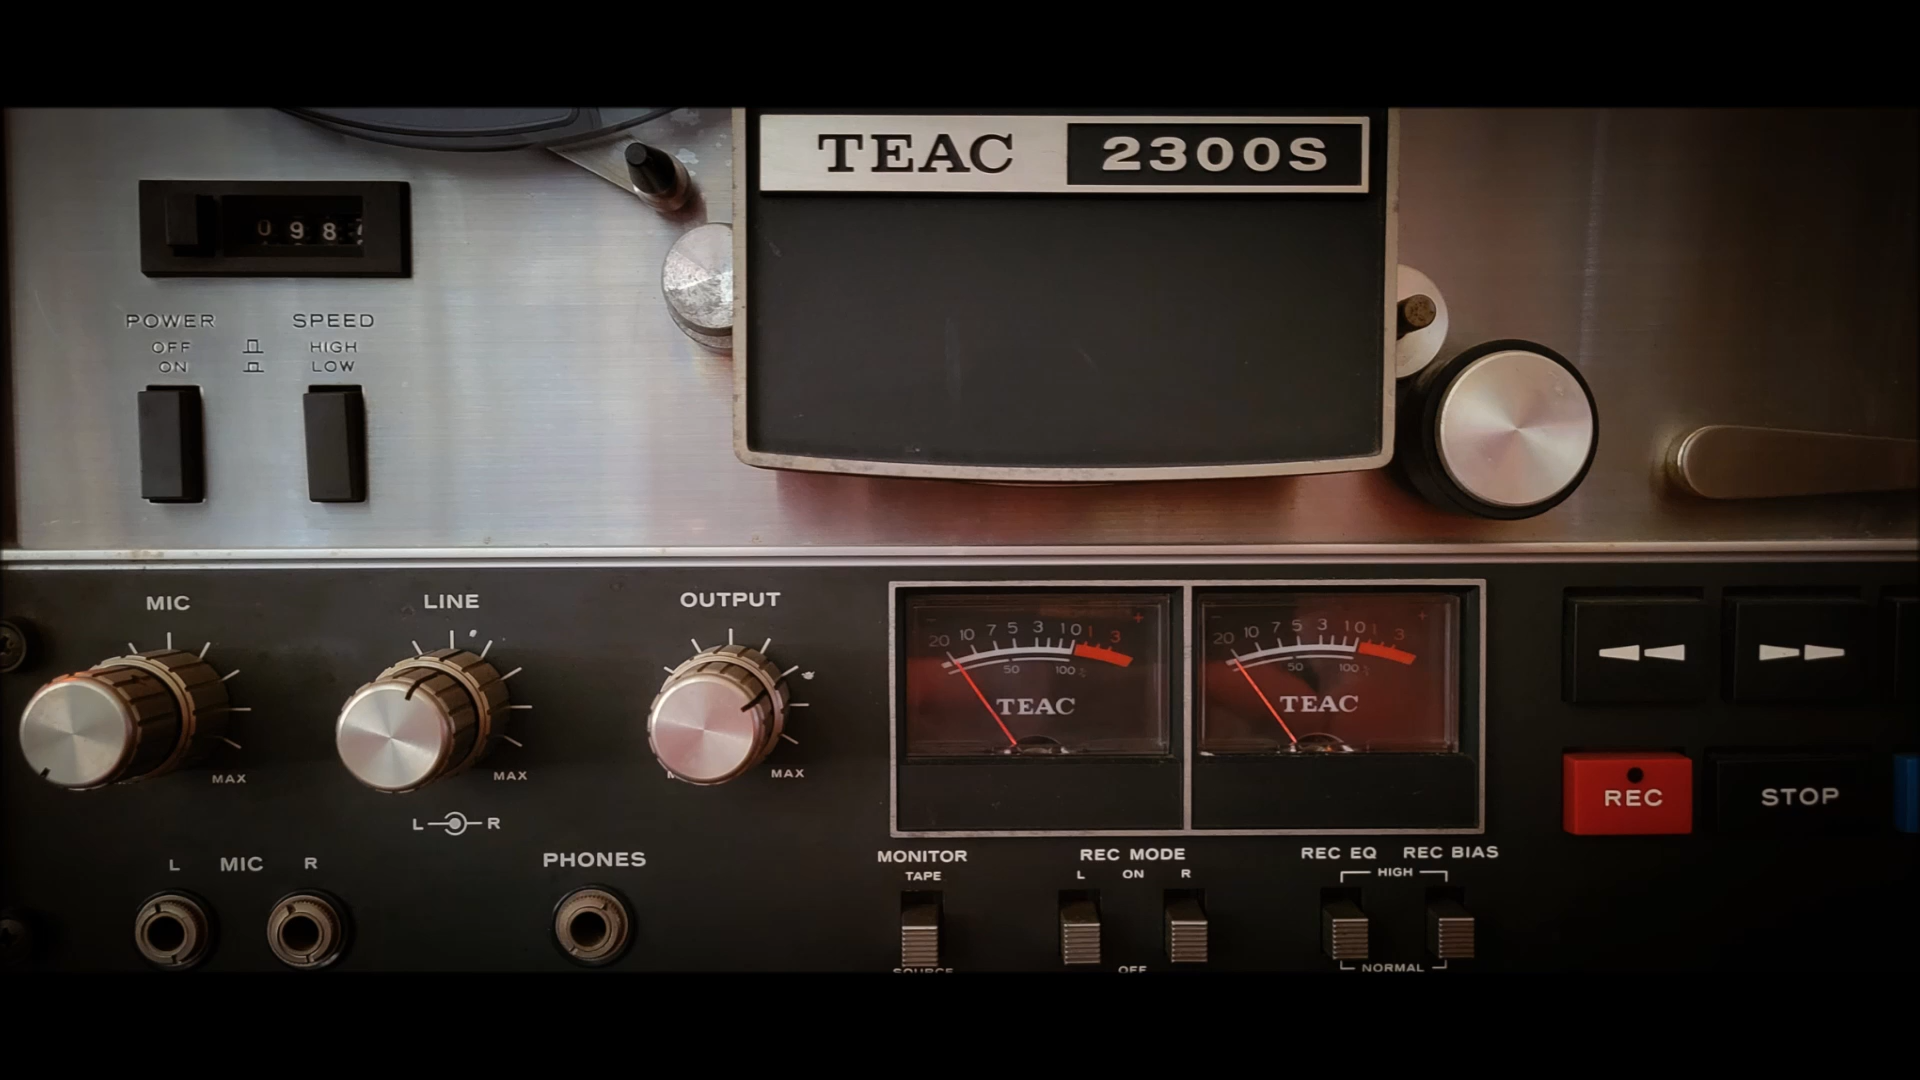 TEAC 2300S
098
POWER SPEED
OFF HIGH
ON LOW
MIC LINE OUTPUT
MAX MAX MAX
L R
- 20 10 7 5 3 1 0 1 3 +
50 100%
TEAC
- 20 10 7 5 3 1 0 1 3 +
50 100%
TEAC
REC STOP
L MIC R
PHONES
MONITOR REC MODE REC EQ REC BIAS
TAPE L ON R HIGH
SOURCE OFF NORMAL